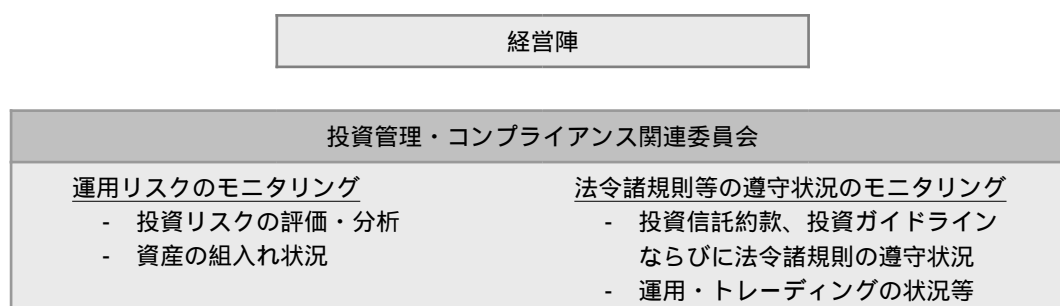 経営陣
投資管理・コンプライアンス関連委員会
運用リスクのモニタリング
- 投資リスクの評価・分析
- 資産の組入れ状況
法令諸規則等の遵守状況のモニタリング
- 投資信託約款、投資ガイドライン
ならびに法令諸規則の遵守状況
- 運用・トレーディングの状況等